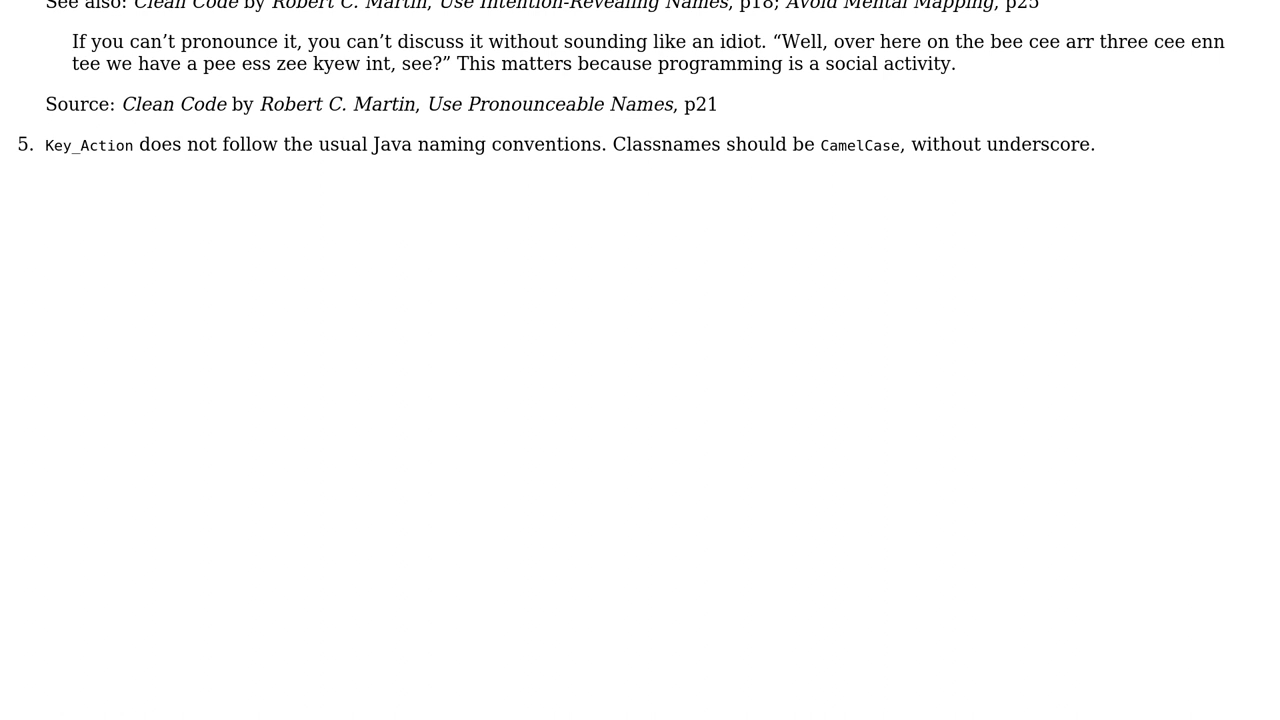 See also: Clean Code by Robert C. Martin, Use Intention-Revealing Names, p18; Avoid Mental Mapping, p25
If you can’t pronounce it, you can’t discuss it without sounding like an idiot. “Well, over here on the bee cee arr three cee enn
tee we have a pee ess zee kyew int, see?” This matters because programming is a social activity.
Source: Clean Code by Robert C. Martin, Use Pronounceable Names, p21
5. Key_Action does not follow the usual Java naming conventions. Classnames should be CamelCase, without underscore.